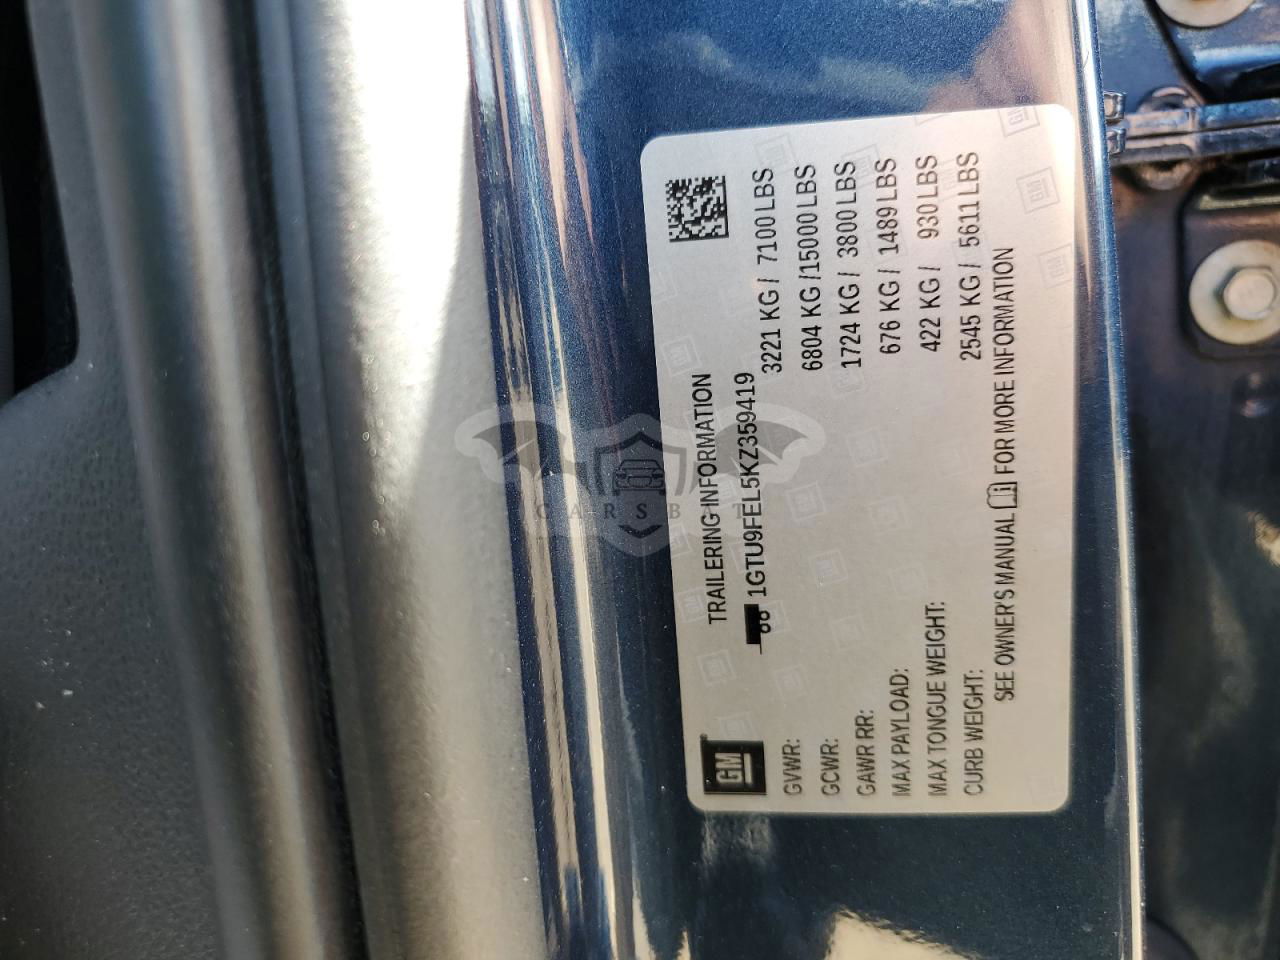 TRAILERING INFORMATION
GM
1GTU9FEL5KZ359419
GVWR: 3221 KG / 7100 LBS
GCWR: 6804 KG /15000 LBS
GAWR RR: 1724 KG / 3800 LBS
MAX PAYLOAD: 676 KG / 1489 LBS
MAX TONGUE WEIGHT: 422 KG / 930 LBS
CURB WEIGHT: 2545 KG / 5611 LBS
SEE OWNER'S MANUAL FOR MORE INFORMATION
CARSBAT